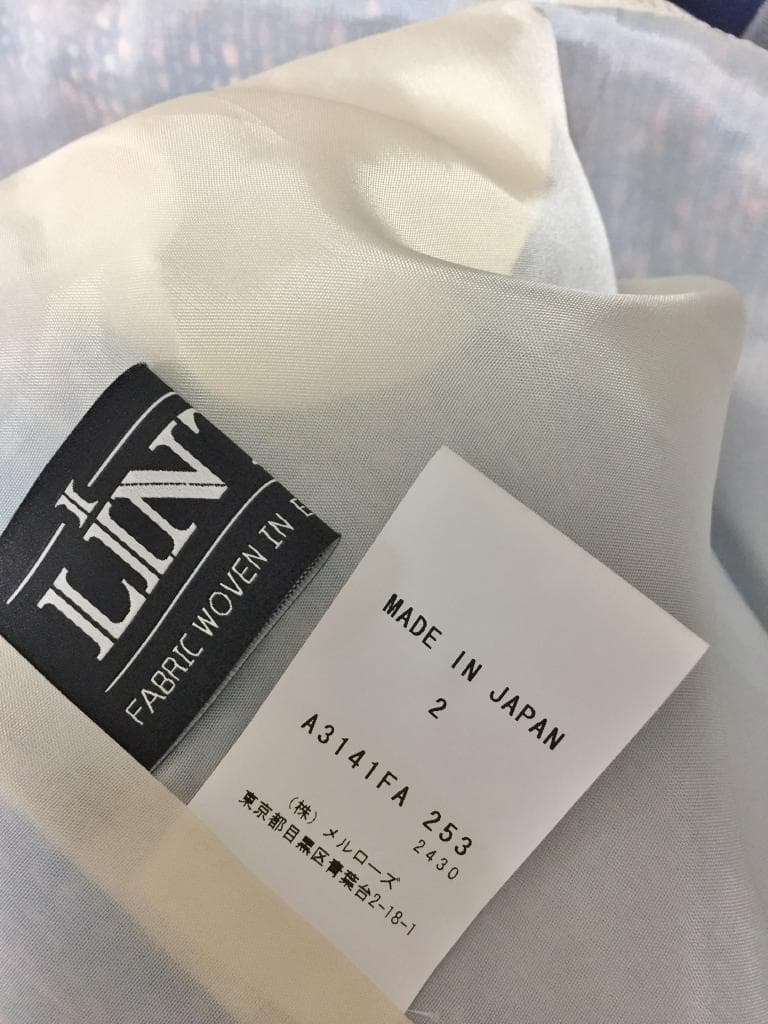 LIN
FABRIC WOVEN IN E
MADE IN JAPAN
2
A3141FA 253
2430
(株) メルローズ
東京都目黒区青葉台2-18-1